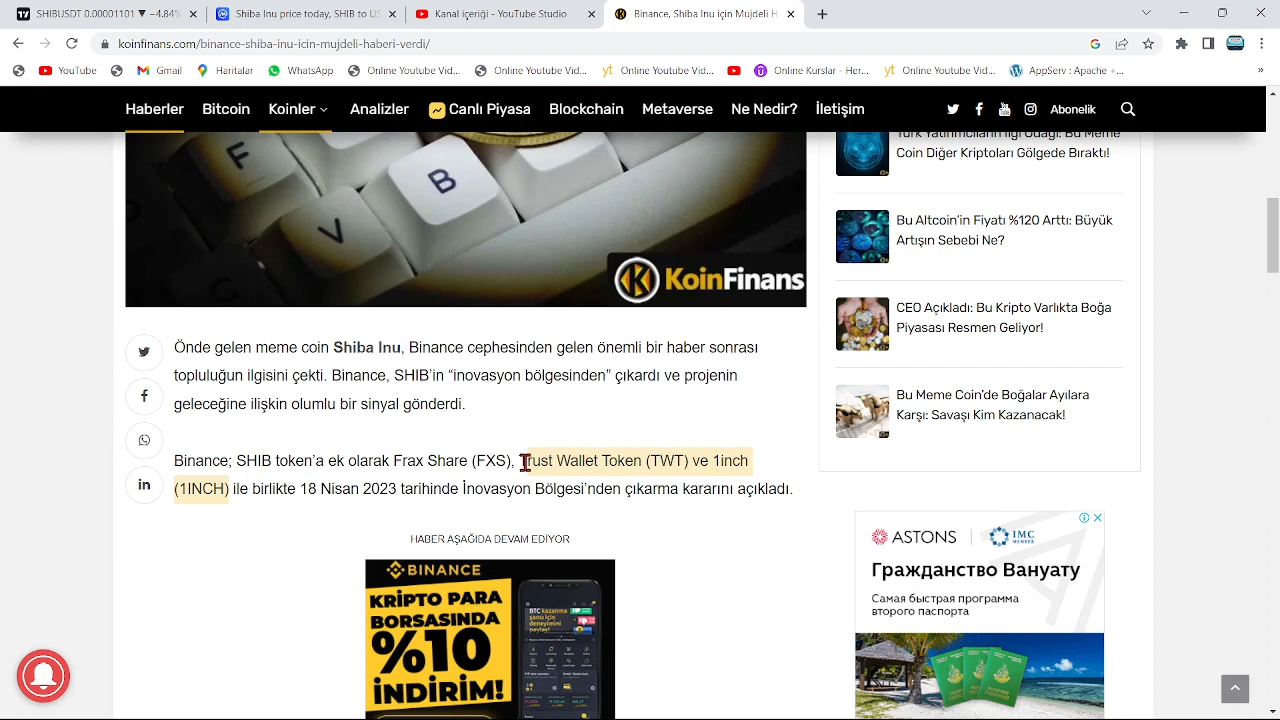 SHIBUSDT 0.00001101 ▼ −4.84%
Shiba Inu price today, SHIB to US
Kanal içeriği - YouTube Studio
Binance, Shiba Inu İçin Müjdeli H
koinfinans.com/binance-shiba-inu-icin-mujdeli-haberi-verdi/
YouTube
Gmail
Haritalar
WhatsApp
Online Youtube Vid...
Online Youtube Vid...
Online Youtube Vid...
Online Kurslar - Her...
Online Youtube Vid...
AppServ : Apache +...
»
Haberler
Bitcoin
Koinler
Analizler
Canlı Piyasa
Blockchain
Metaverse
Ne Nedir?
İletişim
Abonelik
F
B
V
C
KoinFinans
Önde gelen meme coin Shiba Inu, Binance cephesinden gelen önemli bir haber sonrası
topluluğun ilgisini çekti. Binance, SHIB’in “inovasyon bölgesinden” çıkardı ve projenin
geleceğine ilişkin olumlu bir sinyal gönderdi.
Binance; SHIB token’a ek olarak Frax Share (FXS), Trust Wallet Token (TWT) ve 1inch
(1INCH) ile birlikte 18 Nisan 2023 tarihinde İnovasyon Bölgesi’nden çıkarma kararını açıkladı.
HABER AŞAĞIDA DEVAM EDİYOR
BINANCE
KRİPTO PARA
BORSASINDA
%10
İNDİRİM!
BTC kazanma
şansı için
deneyimini
paylaş!
Türk Yatırımcıların İlgi Odağı: Bu Meme
Coin Diğer Kriptoları Gölgede Bıraktı!
Bu Altcoin’in Fiyatı %120 Arttı: Büyük
Artışın Sebebi Ne?
CEO Açıkladı: Bu Kripto Varlıkta Boğa
Piyasası Resmen Geliyor!
Bu Meme Coin’de Boğalar Ayılara
Karşı: Savaşı Kim Kazanacak!
ASTONS
IMC
MEMBER
Гражданство Вануату
Самая быстрая программа
второго паспорта